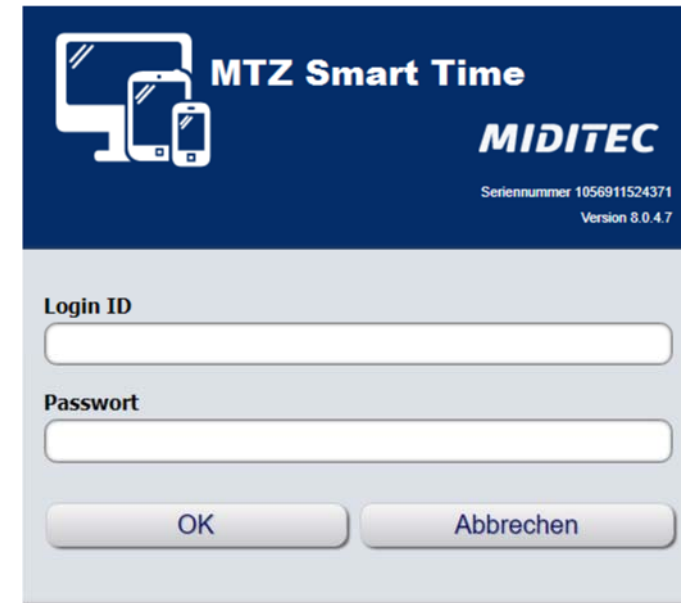 MTZ Smart Time
MIDITEC
Seriennummer 1056911524371
Version 8.0.4.7
Login ID
Passwort
OK
Abbrechen